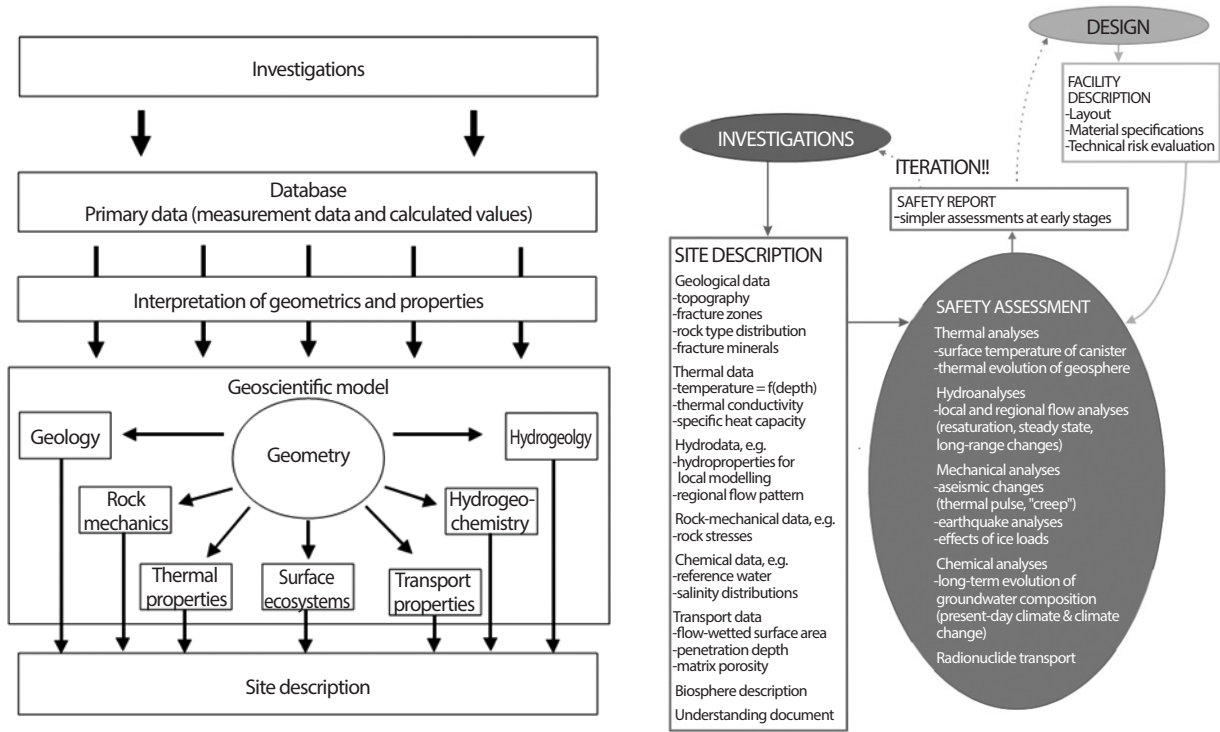 Investigations
Database
Primary data (measurement data and calculated values)
Interpretation of geometrics and properties
Geoscientific model
Geology
Geometry
Hydrogeolgy
Rock
mechanics
Hydrogeo-
chemistry
Thermal
properties
Surface
ecosystems
Transport
properties
Site description
DESIGN
FACILITY
DESCRIPTION
-Layout
-Material specifications
-Technical risk evaluation
INVESTIGATIONS
ITERATION!!
SAFETY REPORT
-simpler assessments at early stages
SITE DESCRIPTION
Geological data
-topography
-fracture zones
-rock type distribution
-fracture minerals
Thermal data
-temperature = f(depth)
-thermal conductivity
-specific heat capacity
Hydrodata, e.g.
-hydroproperties for
local modelling
-regional flow pattern
Rock-mechanical data, e.g.
-rock stresses
Chemical data, e.g.
-reference water
-salinity distributions
Transport data
-flow-wetted surface area
-penetration depth
-matrix porosity
Biosphere description
Understanding document
SAFETY ASSESSMENT
Thermal analyses
-surface temperature of canister
-thermal evolution of geosphere
Hydroanalyses
-local and regional flow analyses
(resaturation, steady state,
long-range changes)
Mechanical analyses
-aseismic changes
(thermal pulse, "creep")
-earthquake analyses
-effects of ice loads
Chemical analyses
-long-term evolution of
groundwater composition
(present-day climate & climate
change)
Radionuclide transport